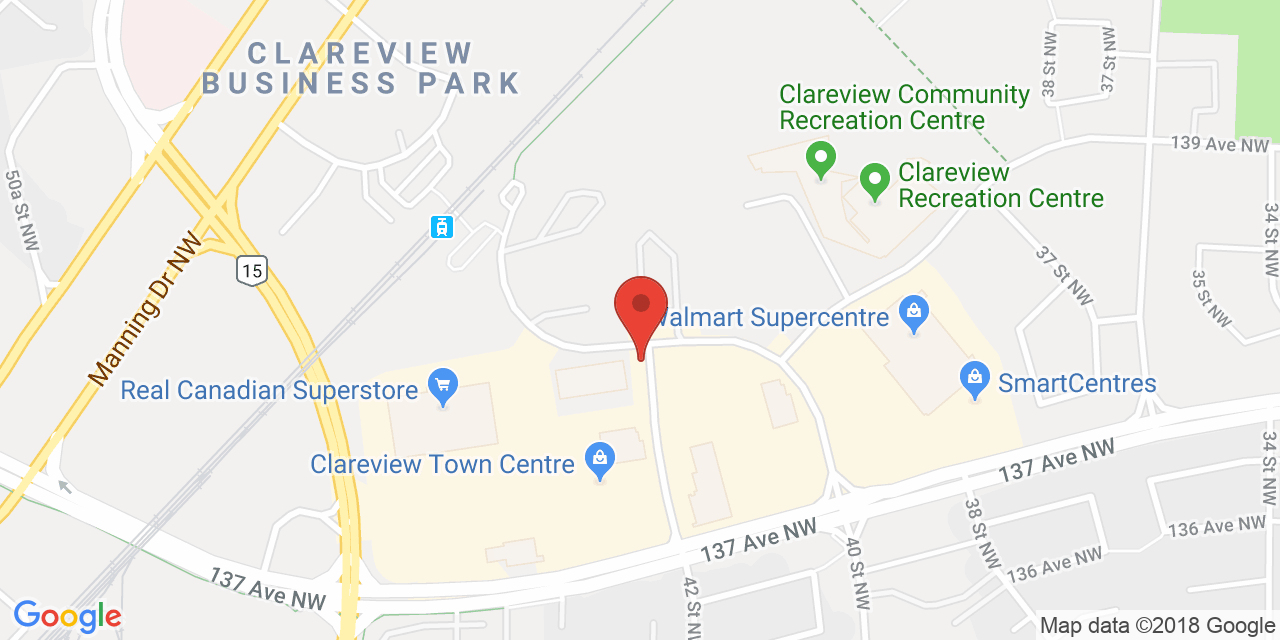 CLAREVIEW
BUSINESS PARK
Clareview Community
Recreation Centre
Clareview
Recreation Centre
38 St NW
37 St NW
139 Ave NW
34 St NW
50a St NW
Manning Dr NW
15
37 St NW
35 St NW
Walmart Supercentre
Real Canadian Superstore
SmartCentres
Clareview Town Centre
137 Ave NW
34 St NW
137 Ave NW
38 St NW
136 Ave NW
40 St NW
136 Ave NW
137 Ave NW
42 St N
Google
Map data ©2018 Google